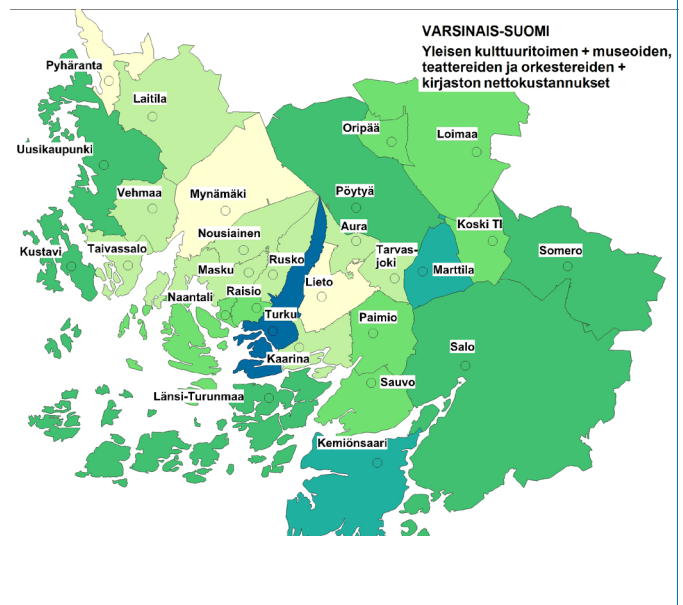 VARSINAIS-SUOMI
Yleisen kulttuuritoimen + museoiden,
teattereiden ja orkestereiden +
kirjaston nettokustannukset
Pyhäranta
Laitila
Oripää
Loimaa
Uusikaupunki
Vehmaa
Mynämäki
Pöytyä
Kustavi
Taivassalo
Nousiainen
Aura
Koski Tl
Tarvas-
joki
Somero
Masku
Rusko
Marttila
Naantali
Raisio
Lieto
Turku
Paimio
Kaarina
Salo
Sauvo
Länsi-Turunmaa
Kemiönsaari